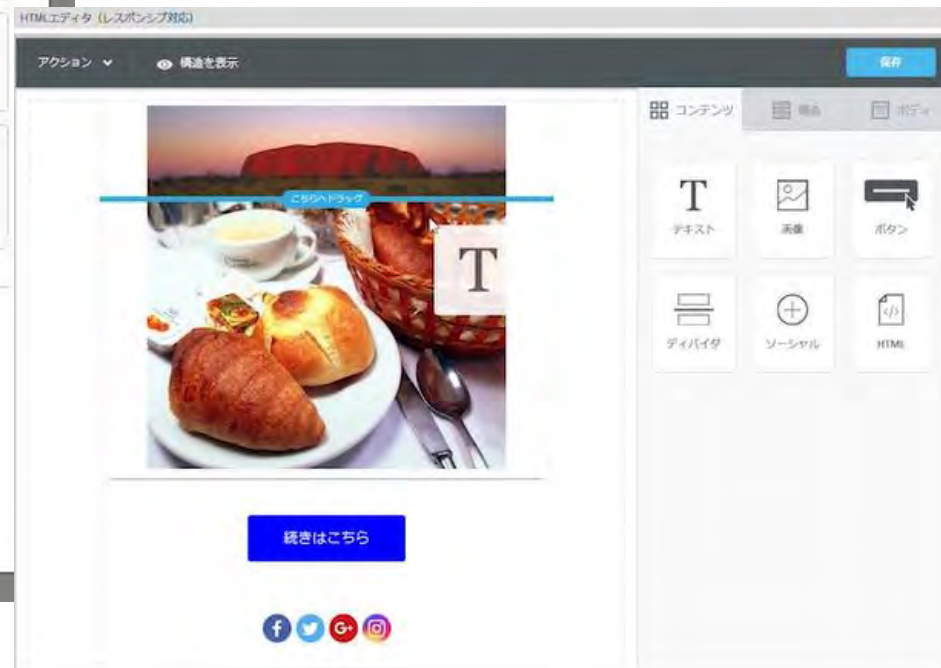 HTMLエディタ（レスポンシブ対応）
アクション
構造を表示
保存
コンテンツ
構造
ボディ
こちらへドラッグ
T
テキスト
画像
ボタン
T
ディバイダ
ソーシャル
HTML
続きはこちら